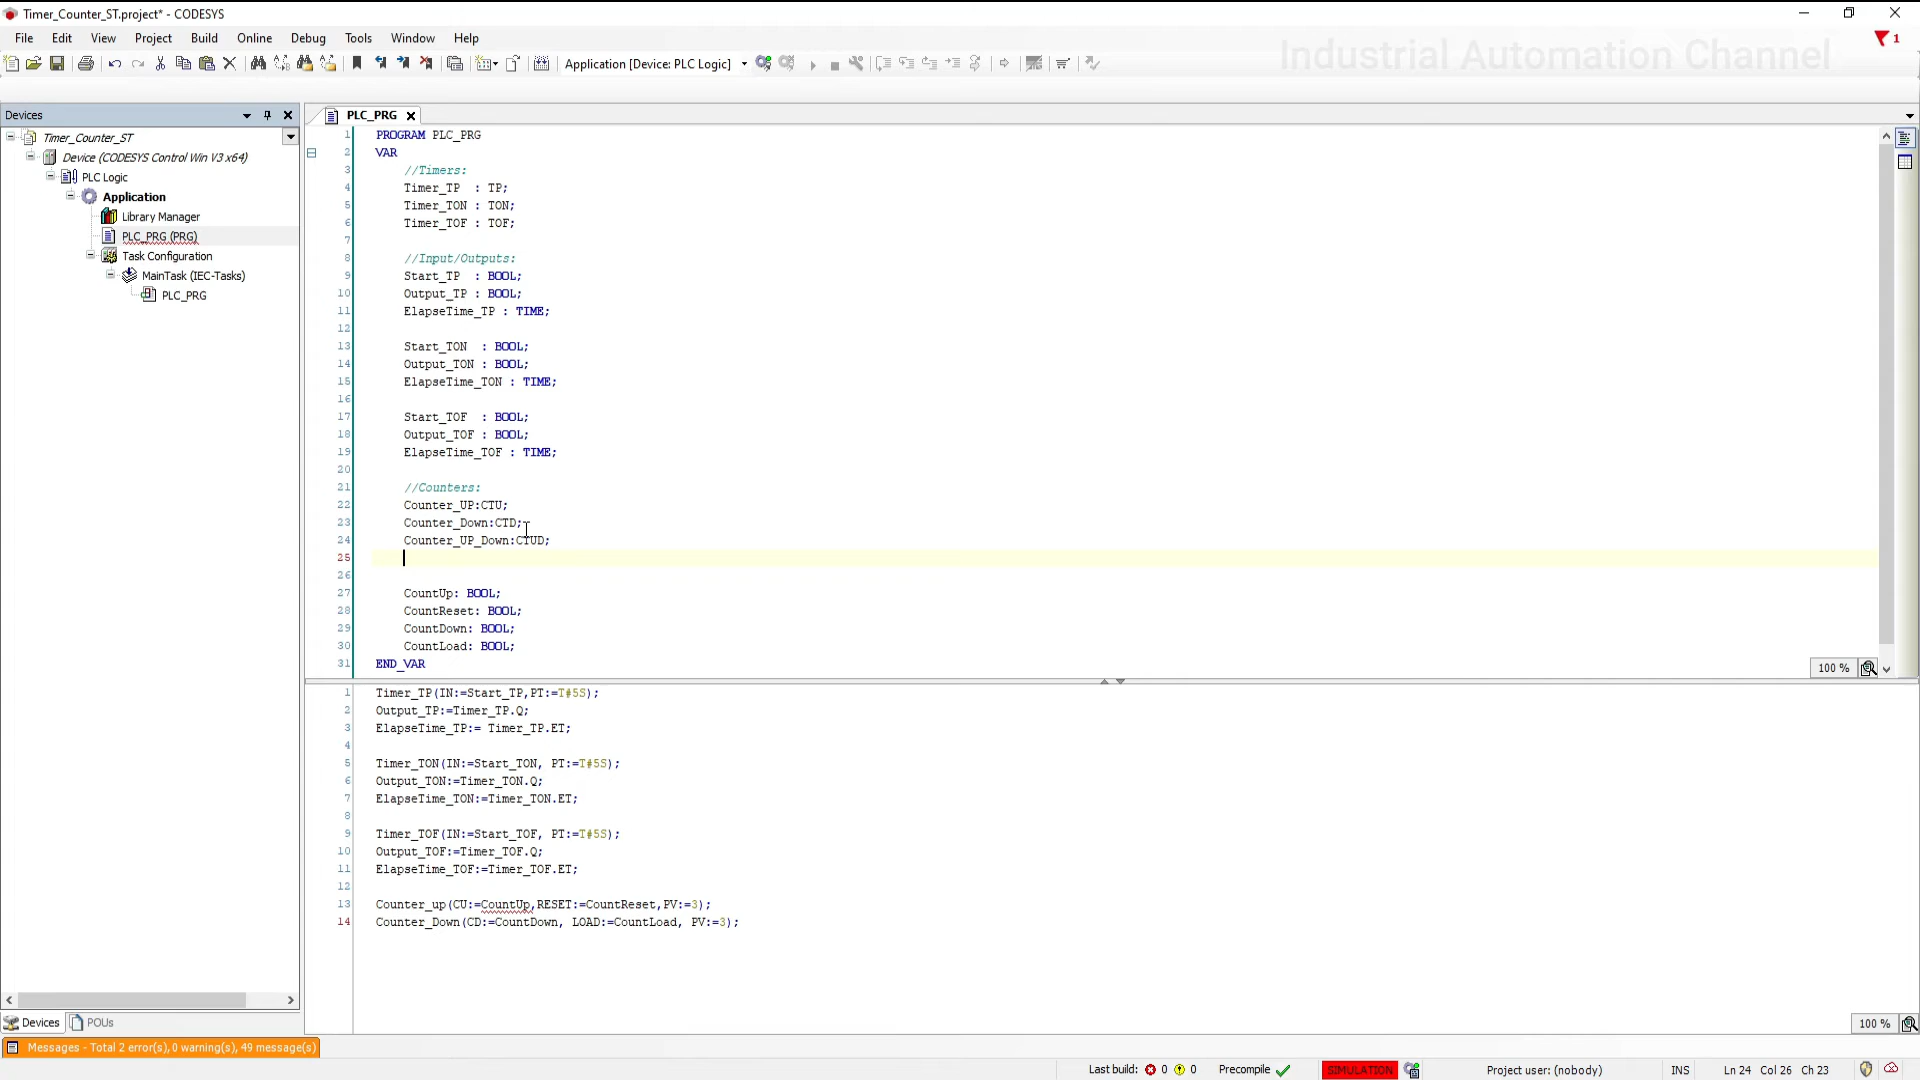 Timer_Counter_ST.project* - CODESYS
File Edit View Project Build Online Debug Tools Window Help
1
Application [Device: PLC Logic]
Industrial Automation Channel
Devices
Timer_Counter_ST
Device (CODESYS Control Win V3 x64)
PLC Logic
Application
Library Manager
PLC_PRG (PRG)
Task Configuration
MainTask (IEC-Tasks)
PLC_PRG
PLC_PRG
1 PROGRAM PLC_PRG
2 VAR
3 //Timers:
4 Timer_TP : TP;
5 Timer_TON : TON;
6 Timer_TOF : TOF;
7
8 //Input/Outputs:
9 Start_TP : BOOL;
10 Output_TP : BOOL;
11 ElapseTime_TP : TIME;
12
13 Start_TON : BOOL;
14 Output_TON : BOOL;
15 ElapseTime_TON : TIME;
16
17 Start_TOF : BOOL;
18 Output_TOF : BOOL;
19 ElapseTime_TOF : TIME;
20
21 //Counters:
22 Counter_UP:CTU;
23 Counter_Down:CTD;
24 Counter_UP_Down:CTUD;
25
26
27 CountUp: BOOL;
28 CountReset: BOOL;
29 CountDown: BOOL;
30 CountLoad: BOOL;
31 END_VAR
100 %
1 Timer_TP(IN:=Start_TP,PT:=T#5S);
2 Output_TP:=Timer_TP.Q;
3 ElapseTime_TP:= Timer_TP.ET;
4
5 Timer_TON(IN:=Start_TON, PT:=T#5S);
6 Output_TON:=Timer_TON.Q;
7 ElapseTime_TON:=Timer_TON.ET;
8
9 Timer_TOF(IN:=Start_TOF, PT:=T#5S);
10 Output_TOF:=Timer_TOF.Q;
11 ElapseTime_TOF:=Timer_TOF.ET;
12
13 Counter_up(CU:=CountUp,RESET:=CountReset,PV:=3);
14 Counter_Down(CD:=CountDown, LOAD:=CountLoad, PV:=3);
100 %
Devices POUs
Messages - Total 2 error(s), 0 warning(s), 49 message(s)
Last build: 0 0 Precompile SIMULATION Project user: (nobody) INS Ln 24 Col 26 Ch 23